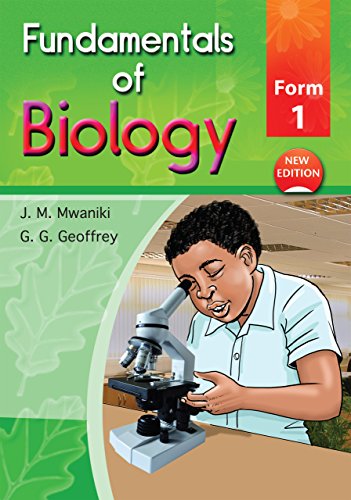 Fundamentals
of
Biology
Form
1
NEW
EDITION
J. M. Mwaniki
G. G. Geoffrey